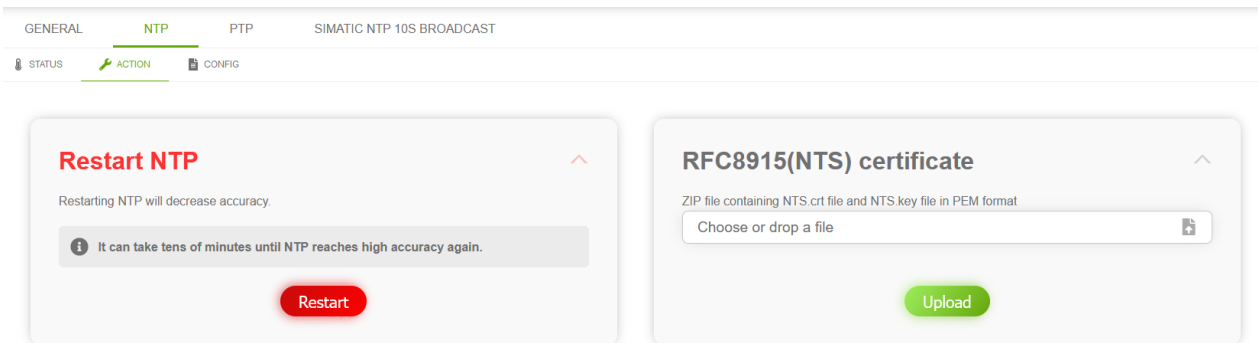 GENERAL NTP PTP SIMATIC NTP 10S BROADCAST
STATUS ACTION CONFIG
Restart NTP
Restarting NTP will decrease accuracy.
It can take tens of minutes until NTP reaches high accuracy again.
Restart
RFC8915(NTS) certificate
ZIP file containing NTS.crt file and NTS.key file in PEM format
Choose or drop a file
Upload